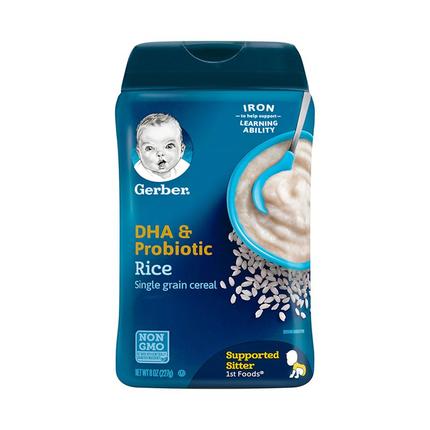 IRON
to help support
LEARNING
ABILITY
Gerber®
DHA &
Probiotic
Rice
Single grain cereal
NON
GMO
Supported
Sitter
1st Foods®
NET WT 8 OZ (227g)